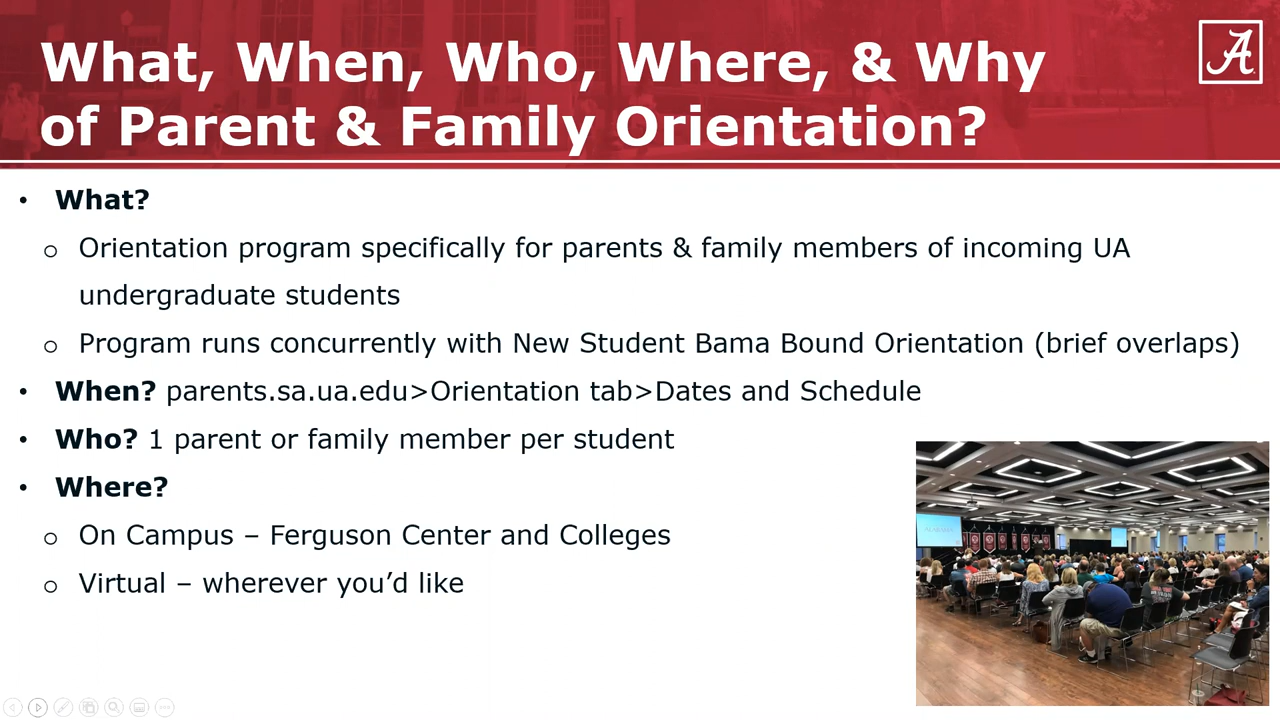 What, When, Who, Where, & Why
of Parent & Family Orientation?
A
• What?
o Orientation program specifically for parents & family members of incoming UA
undergraduate students
o Program runs concurrently with New Student Bama Bound Orientation (brief overlaps)
• When? parents.sa.ua.edu>Orientation tab>Dates and Schedule
• Who? 1 parent or family member per student
• Where?
o On Campus – Ferguson Center and Colleges
o Virtual – wherever you’d like